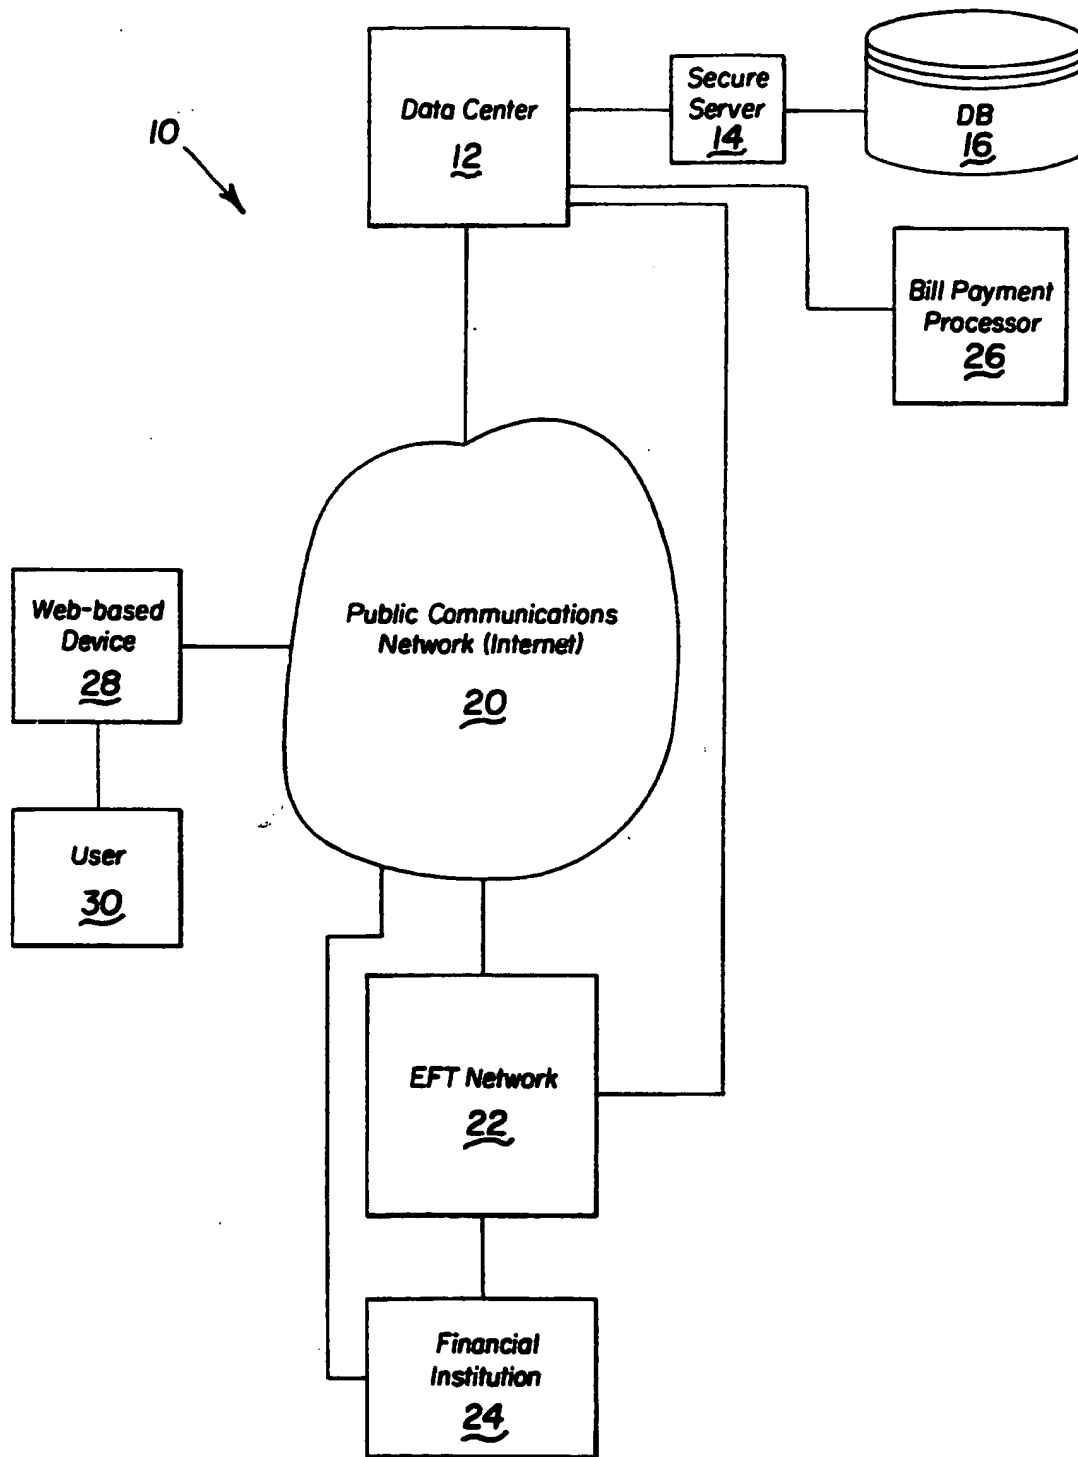 10
Data Center
12
Secure
Server
14
DB
16
Bill Payment
Processor
26
Public Communications
Network (Internet)
20
Web-based
Device
28
User
30
EFT Network
22
Financial
Institution
24